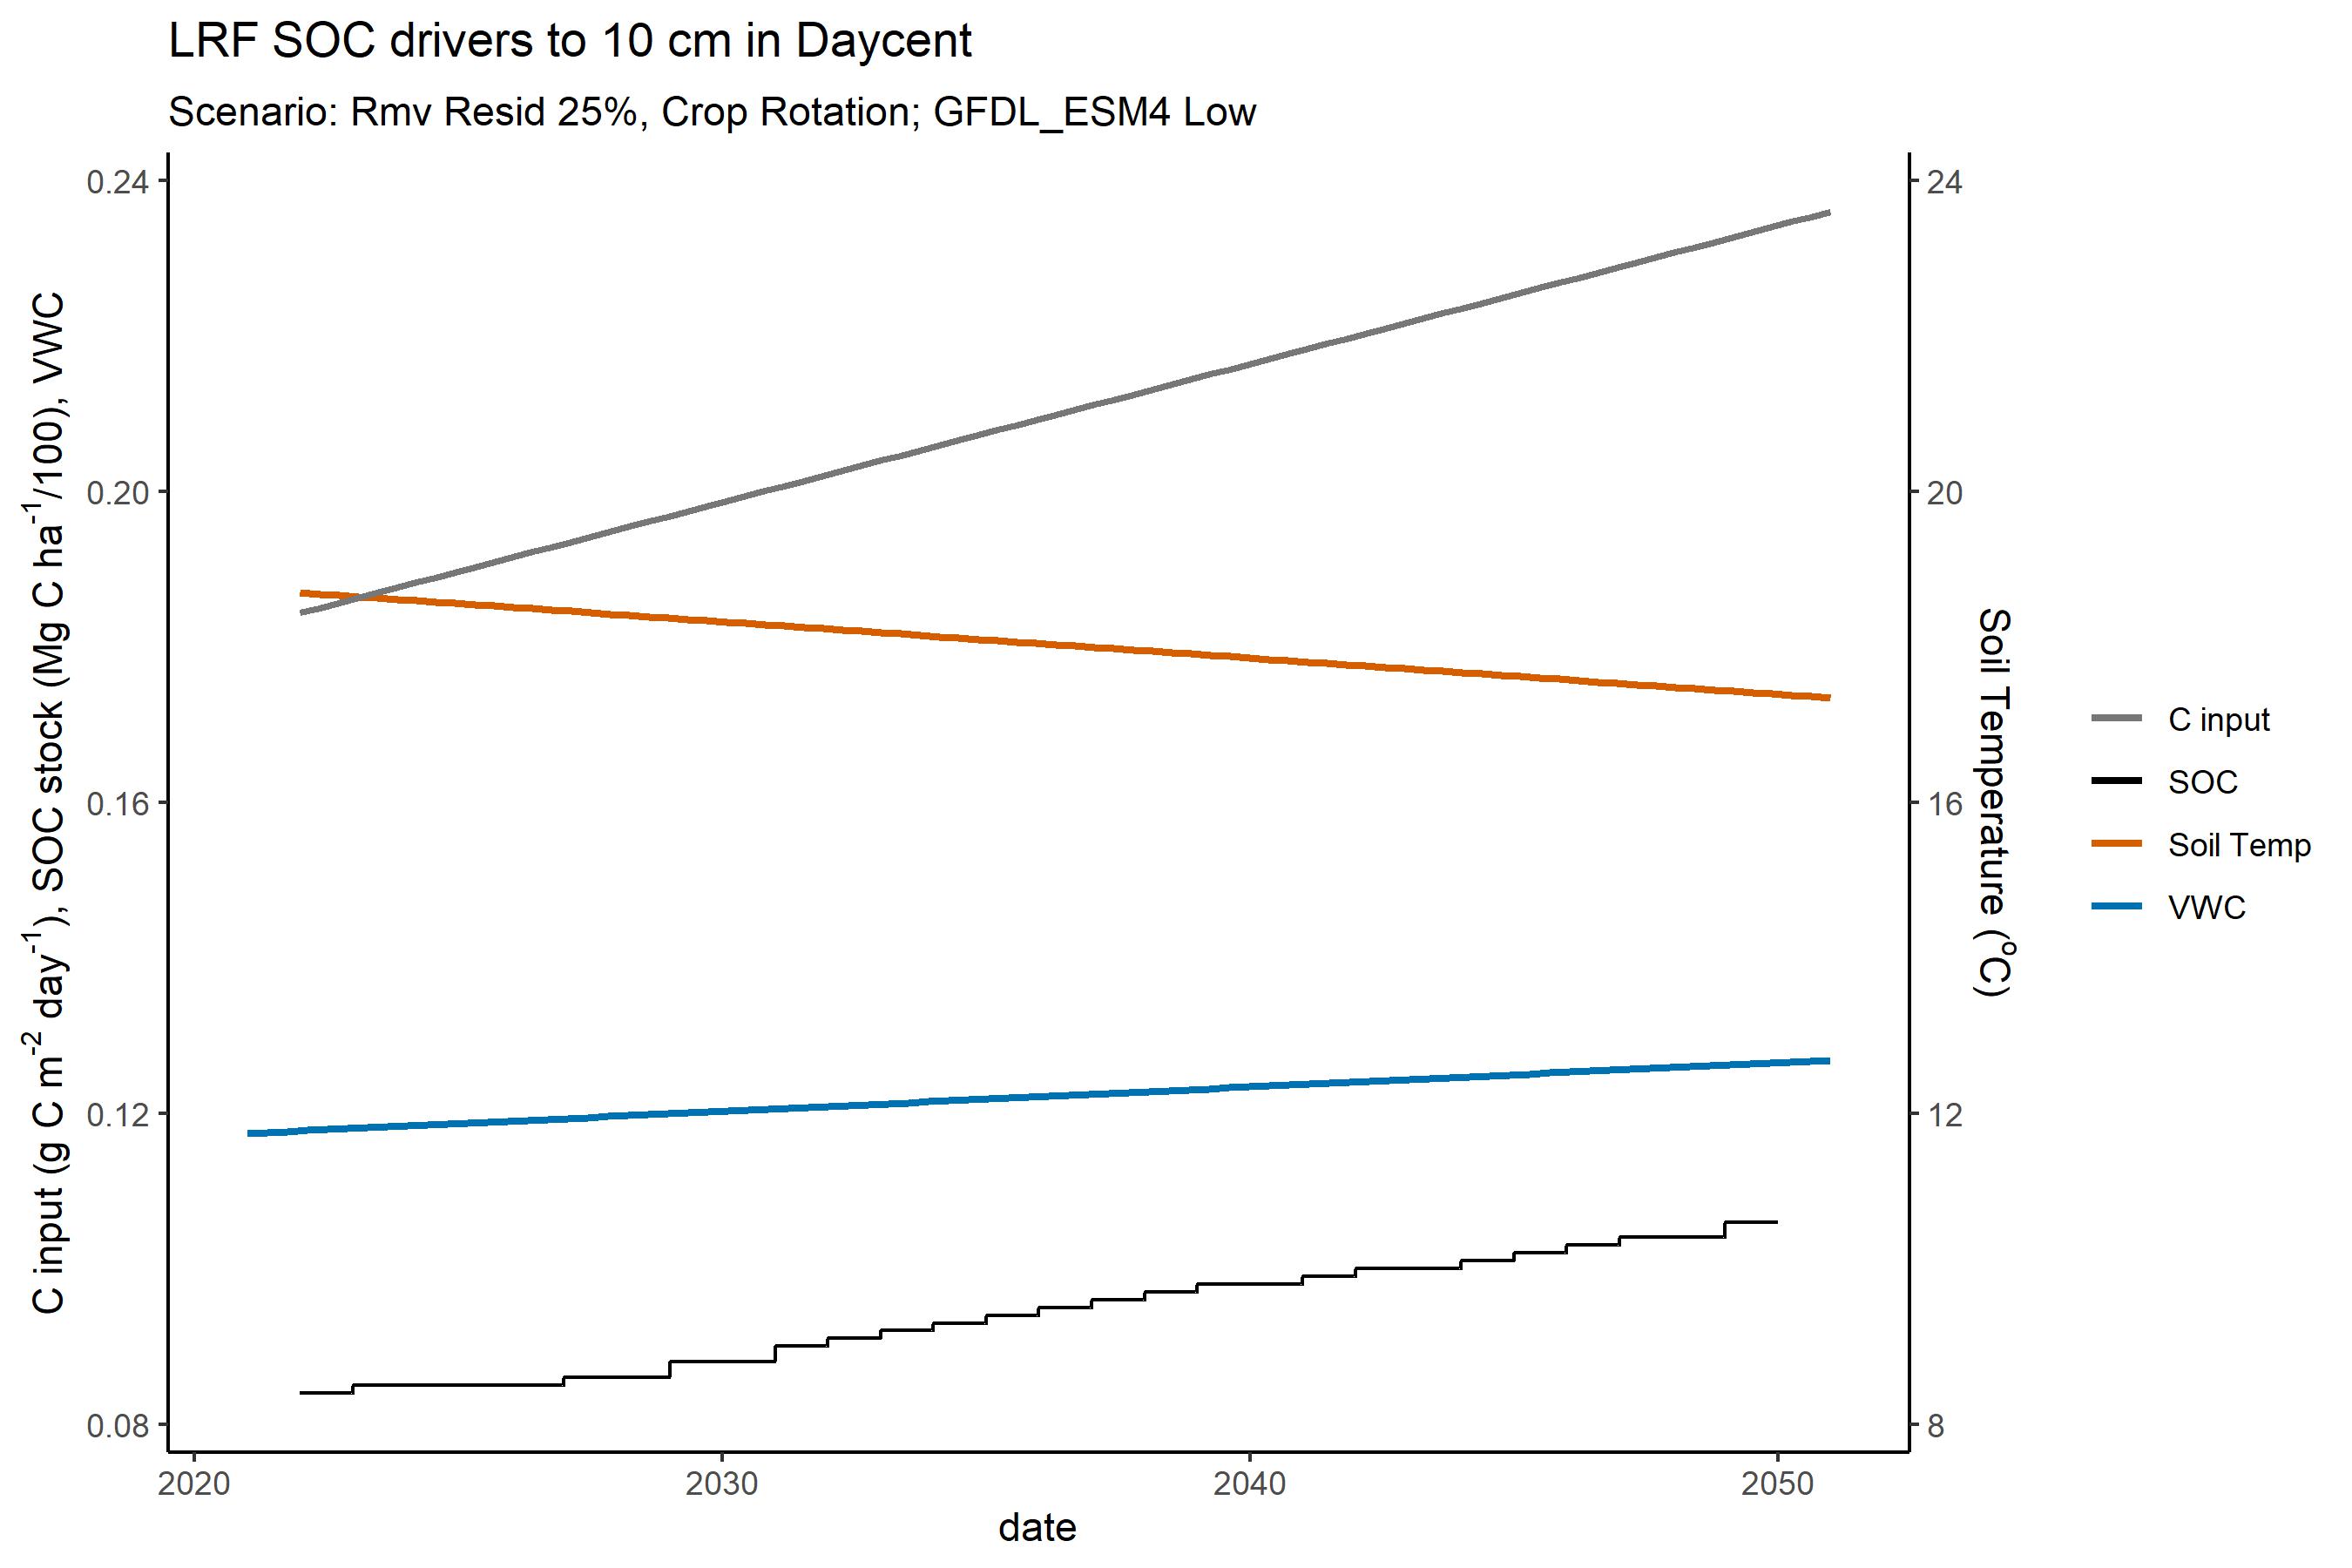 LRF SOC drivers to 10 cm in Daycent
Scenario: Rmv Resid 25%, Crop Rotation; GFDL_ESM4 Low
C input (g C m⁻² day⁻¹), SOC stock (Mg C ha⁻¹/100), VWC
0.24
0.20
0.16
0.12
0.08
24
20
16
12
8
Soil Temperature (ºC)
C input
SOC
Soil Temp
VWC
2020
2030
2040
2050
date